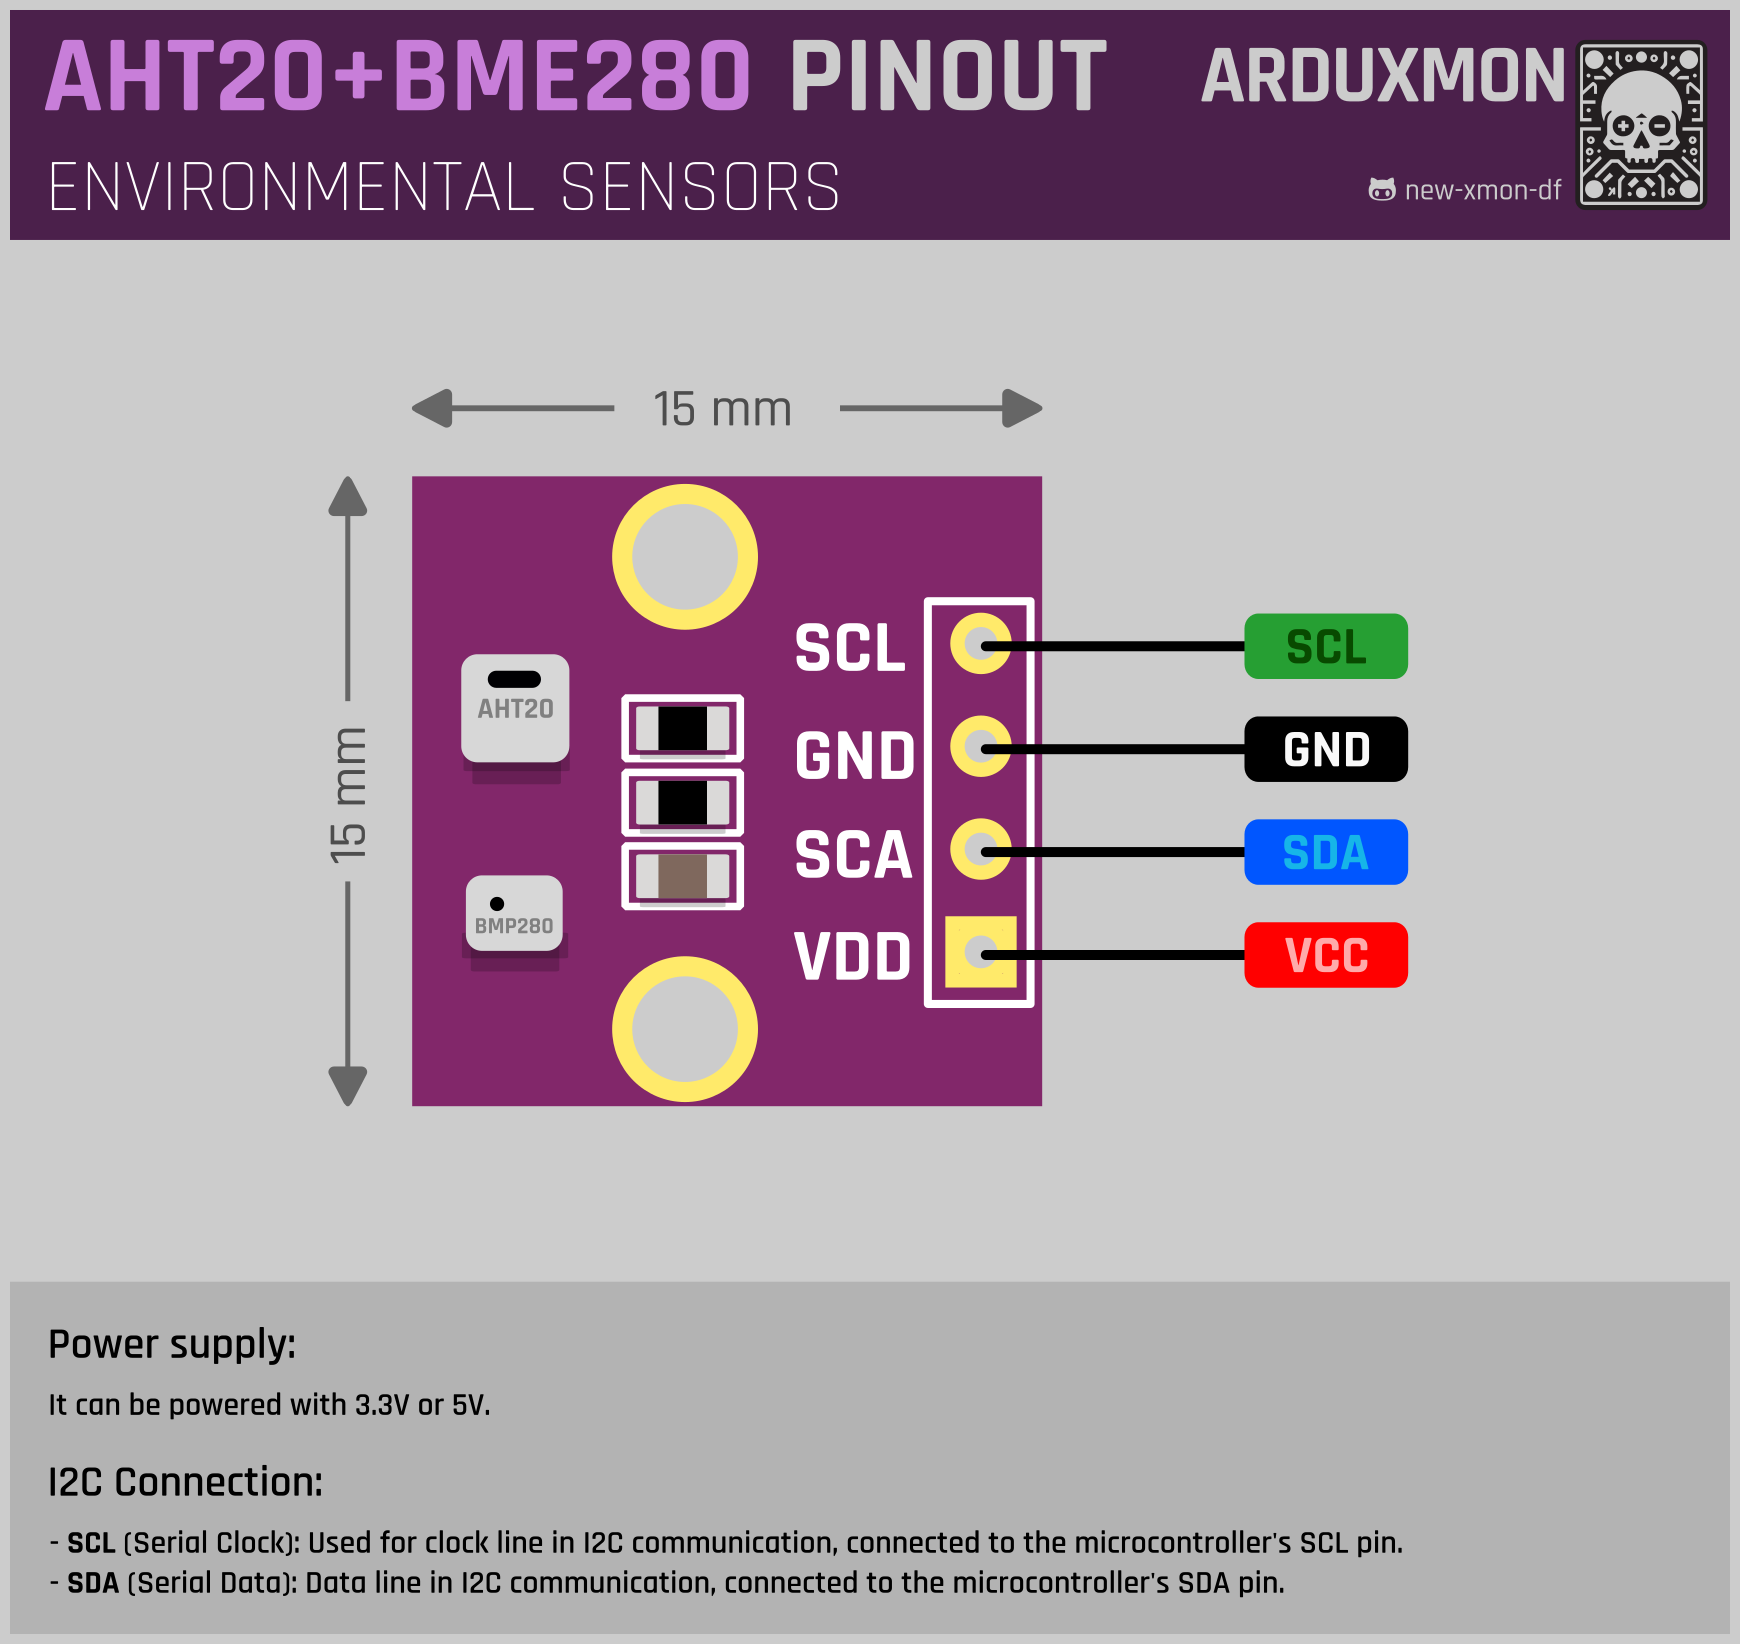 AHT20+BME280 PINOUT
ARDUXMON
ENVIRONMENTAL SENSORS
new-xmon-df
15 mm
15 mm
SCL
SCL
AHT20
GND
GND
SCA
SDA
BMP280
VDD
VCC
Power supply:
It can be powered with 3.3V or 5V.
I2C Connection:
- SCL (Serial Clock): Used for clock line in I2C communication, connected to the microcontroller's SCL pin.
- SDA (Serial Data): Data line in I2C communication, connected to the microcontroller's SDA pin.